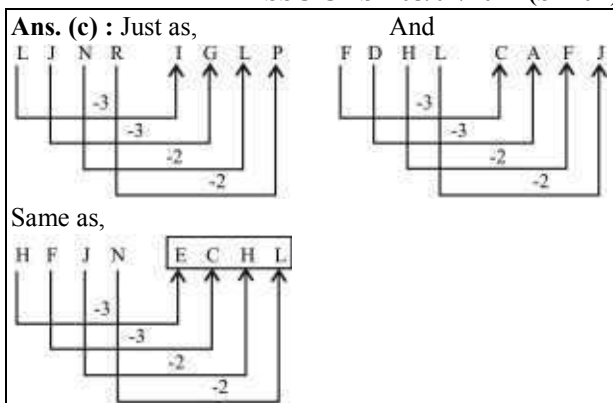 Ans. (c) : Just as, And
L J N R I G L P F D H L C A F J
-3 -3
-3 -3
-2 -2
-2 -2
Same as,
H F J N E C H L
-3
-3
-2
-2